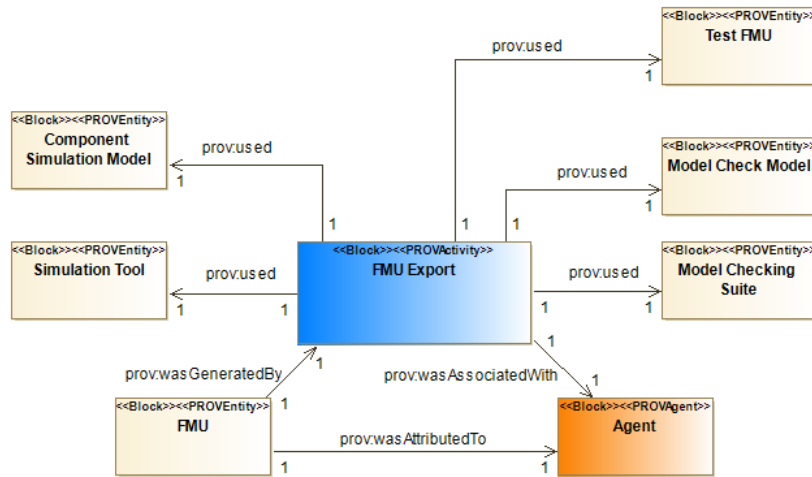 <<Block>><<PROVEntity>>
Test FMU
prov:used
1
1
<<Block>><<PROVEntity>>
Component
Simulation Model
prov:used
1
1
<<Block>><<PROVEntity>>
Model Check Model
prov:used
1
1
<<Block>><<PROVEntity>>
Simulation Tool
prov:used
1
1
<<Block>><<PROVActivity>>
FMU Export
<<Block>><<PROVEntity>>
Model Checking
Suite
prov:used
1
1
prov:wasGeneratedBy
1
1
prov:wasAssociatedWith
1
1
<<Block>><<PROVEntity>>
FMU
prov:wasAttributedTo
1
1
<<Block>><<PROVAgent>>
Agent